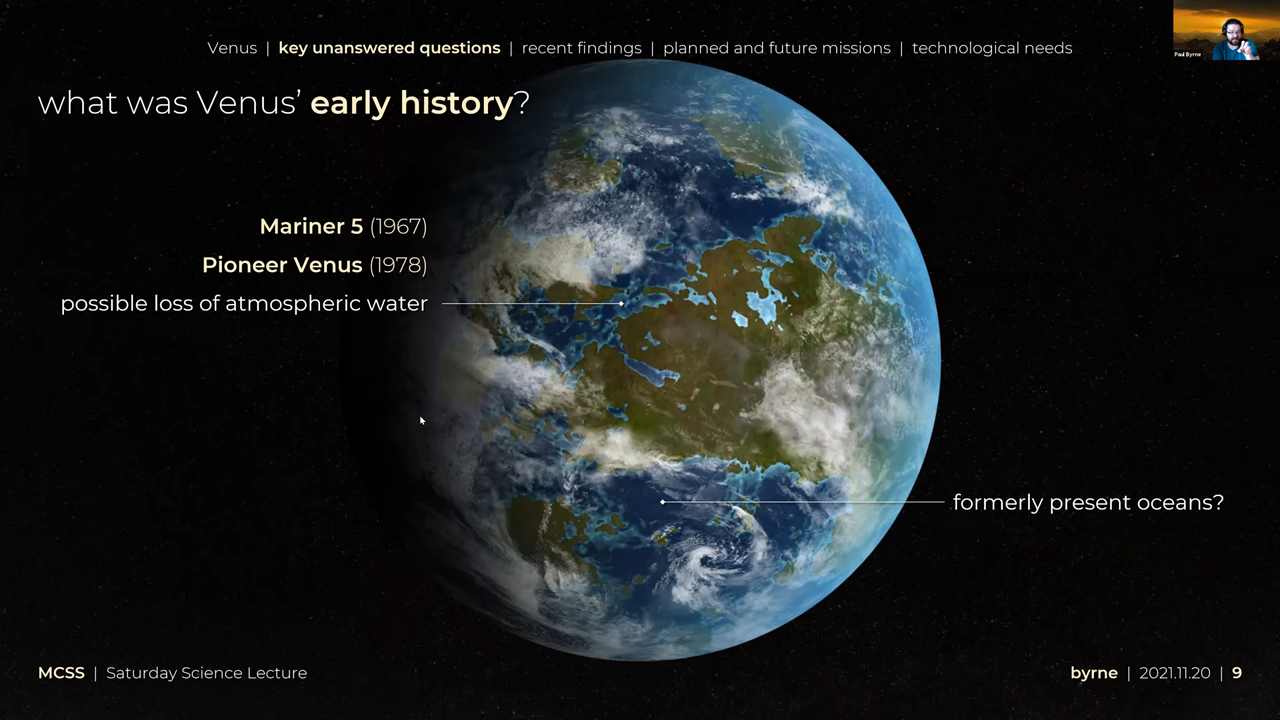 Venus | key unanswered questions | recent findings | planned and future missions | technological needs
Paul Byrne
what was Venus’ early history?
Mariner 5 (1967)
Pioneer Venus (1978)
possible loss of atmospheric water
formerly present oceans?
MCSS | Saturday Science Lecture
byrne | 2021.11.20 | 9